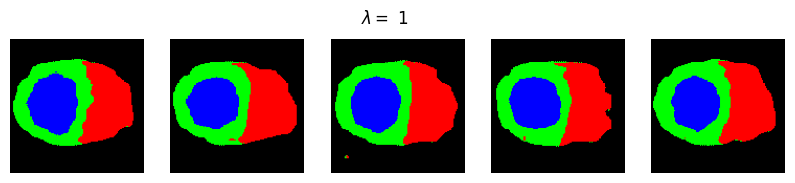 λ = 1